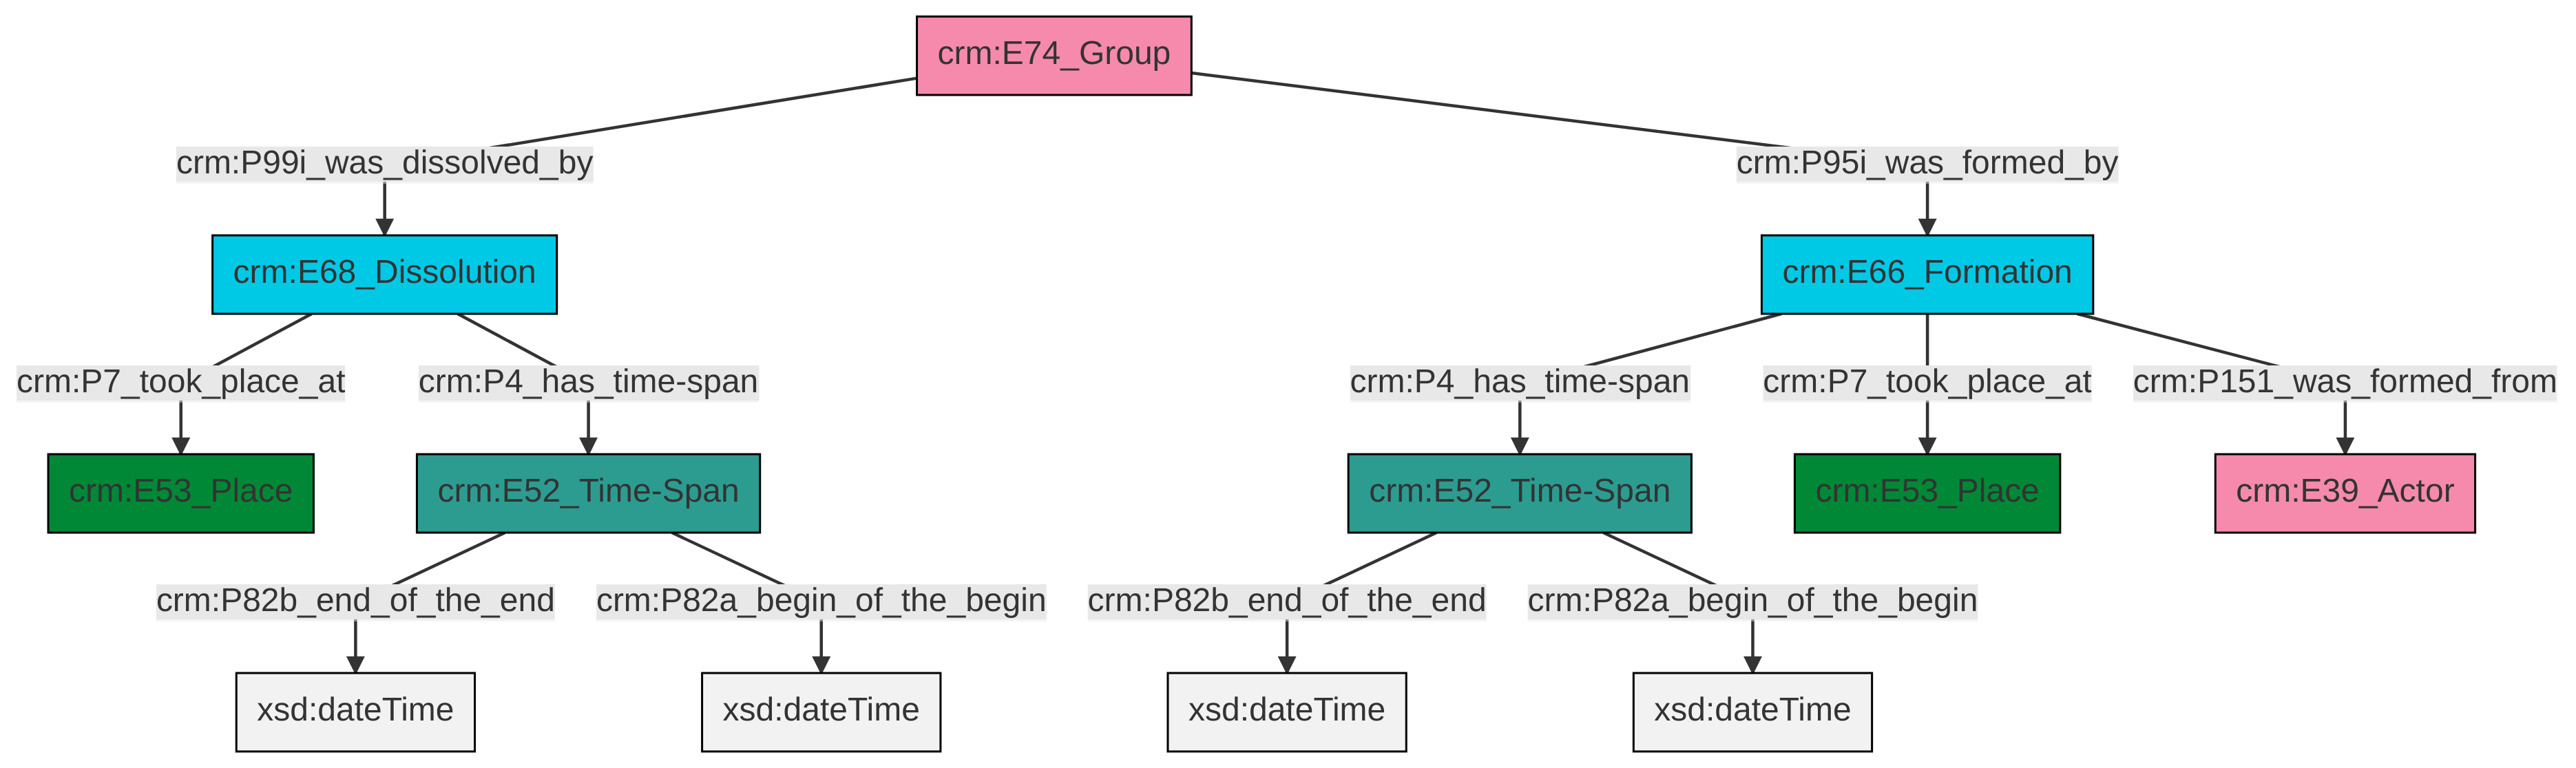 crm:E74_Group
crm:P99i_was_dissolved_by
crm:P95i_was_formed_by
crm:E68_Dissolution
crm:E66_Formation
crm:P7_took_place_at
crm:P4_has_time-span
crm:P4_has_time-span
crm:P7_took_place_at
crm:P151_was_formed_from
crm:E53_Place
crm:E52_Time-Span
crm:E52_Time-Span
crm:E53_Place
crm:E39_Actor
crm:P82b_end_of_the_end
crm:P82a_begin_of_the_begin
crm:P82b_end_of_the_end
crm:P82a_begin_of_the_begin
xsd:dateTime
xsd:dateTime
xsd:dateTime
xsd:dateTime